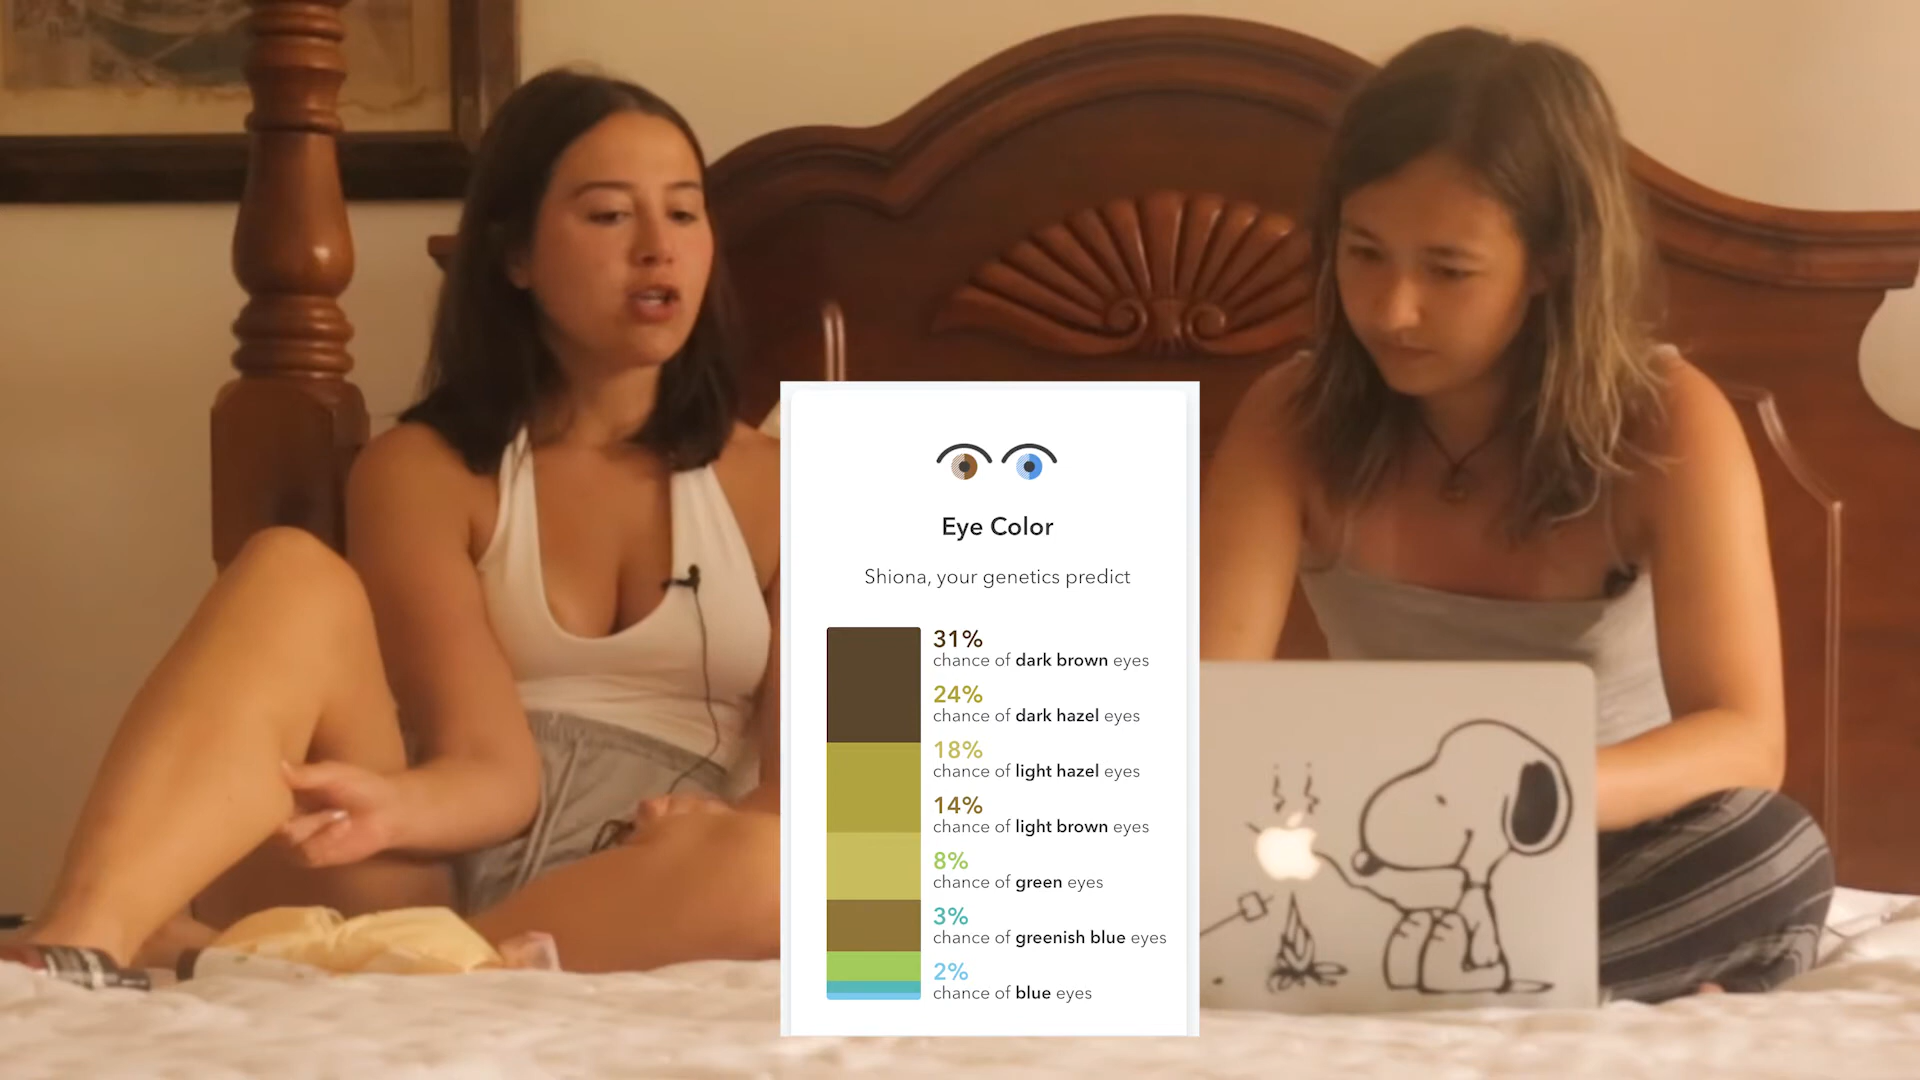 Eye Color
Shiona, your genetics predict
31%
chance of dark brown eyes
24%
chance of dark hazel eyes
18%
chance of light hazel eyes
14%
chance of light brown eyes
8%
chance of green eyes
3%
chance of greenish blue eyes
2%
chance of blue eyes